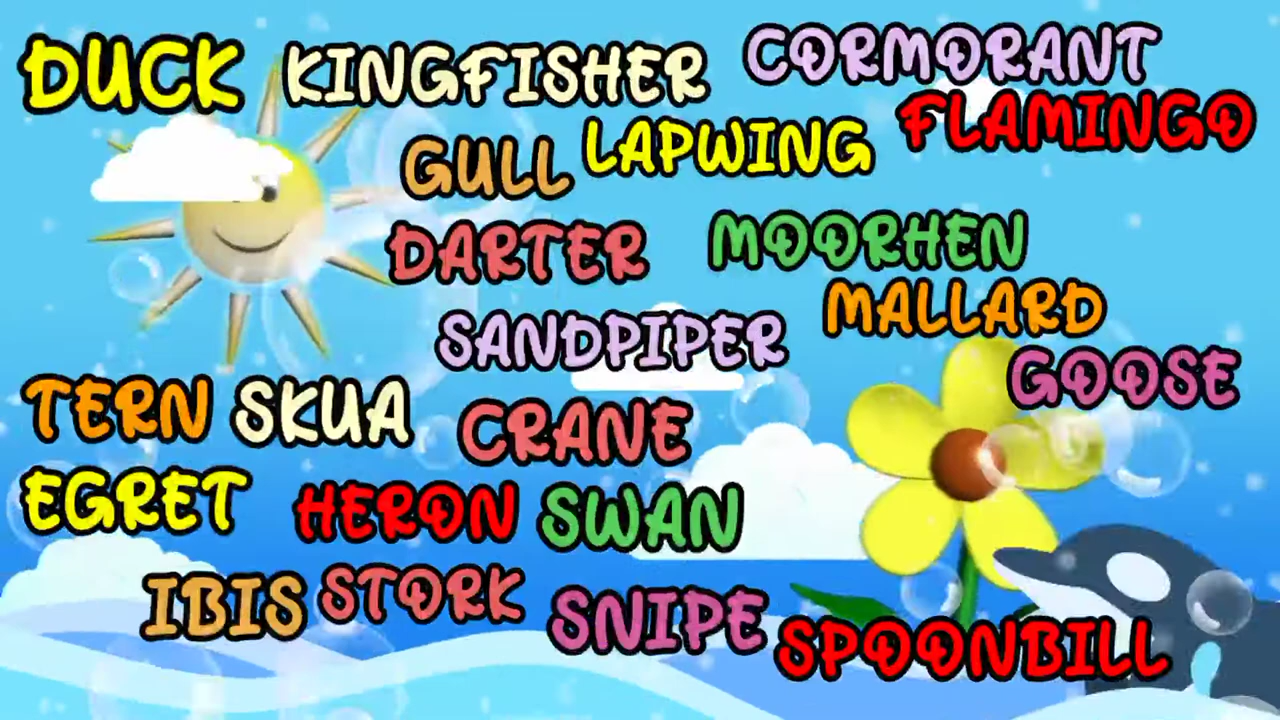 DUCK KINGFISHER CORMORANT
GULL LAPWING FLAMINGO
DARTER MOORHEN
SANDPIPER MALLARD
GOOSE
TERN SKUA CRANE
EGRET HERON SWAN
IBIS STORK SNIPE SPOONBILL